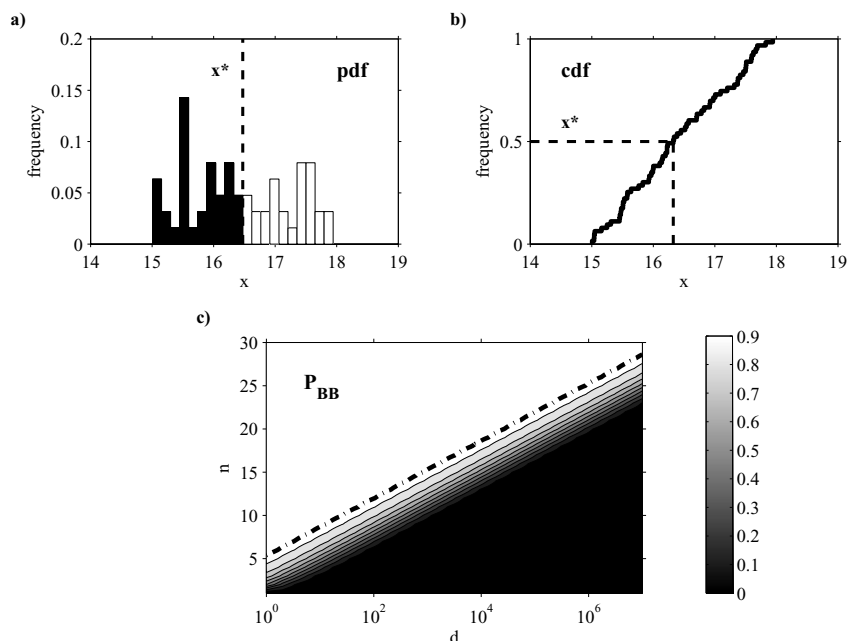 a)
0.2
0.15
0.1
0.05
0
frequency
x*
pdf
14 15 16 17 18 19
x
b)
1
0.5
0
frequency
cdf
x*
14 15 16 17 18 19
x
c)
30
25
20
15
10
5
n
P_BB
10^0 10^2 10^4 10^6
d
0.9
0.8
0.7
0.6
0.5
0.4
0.3
0.2
0.1
0